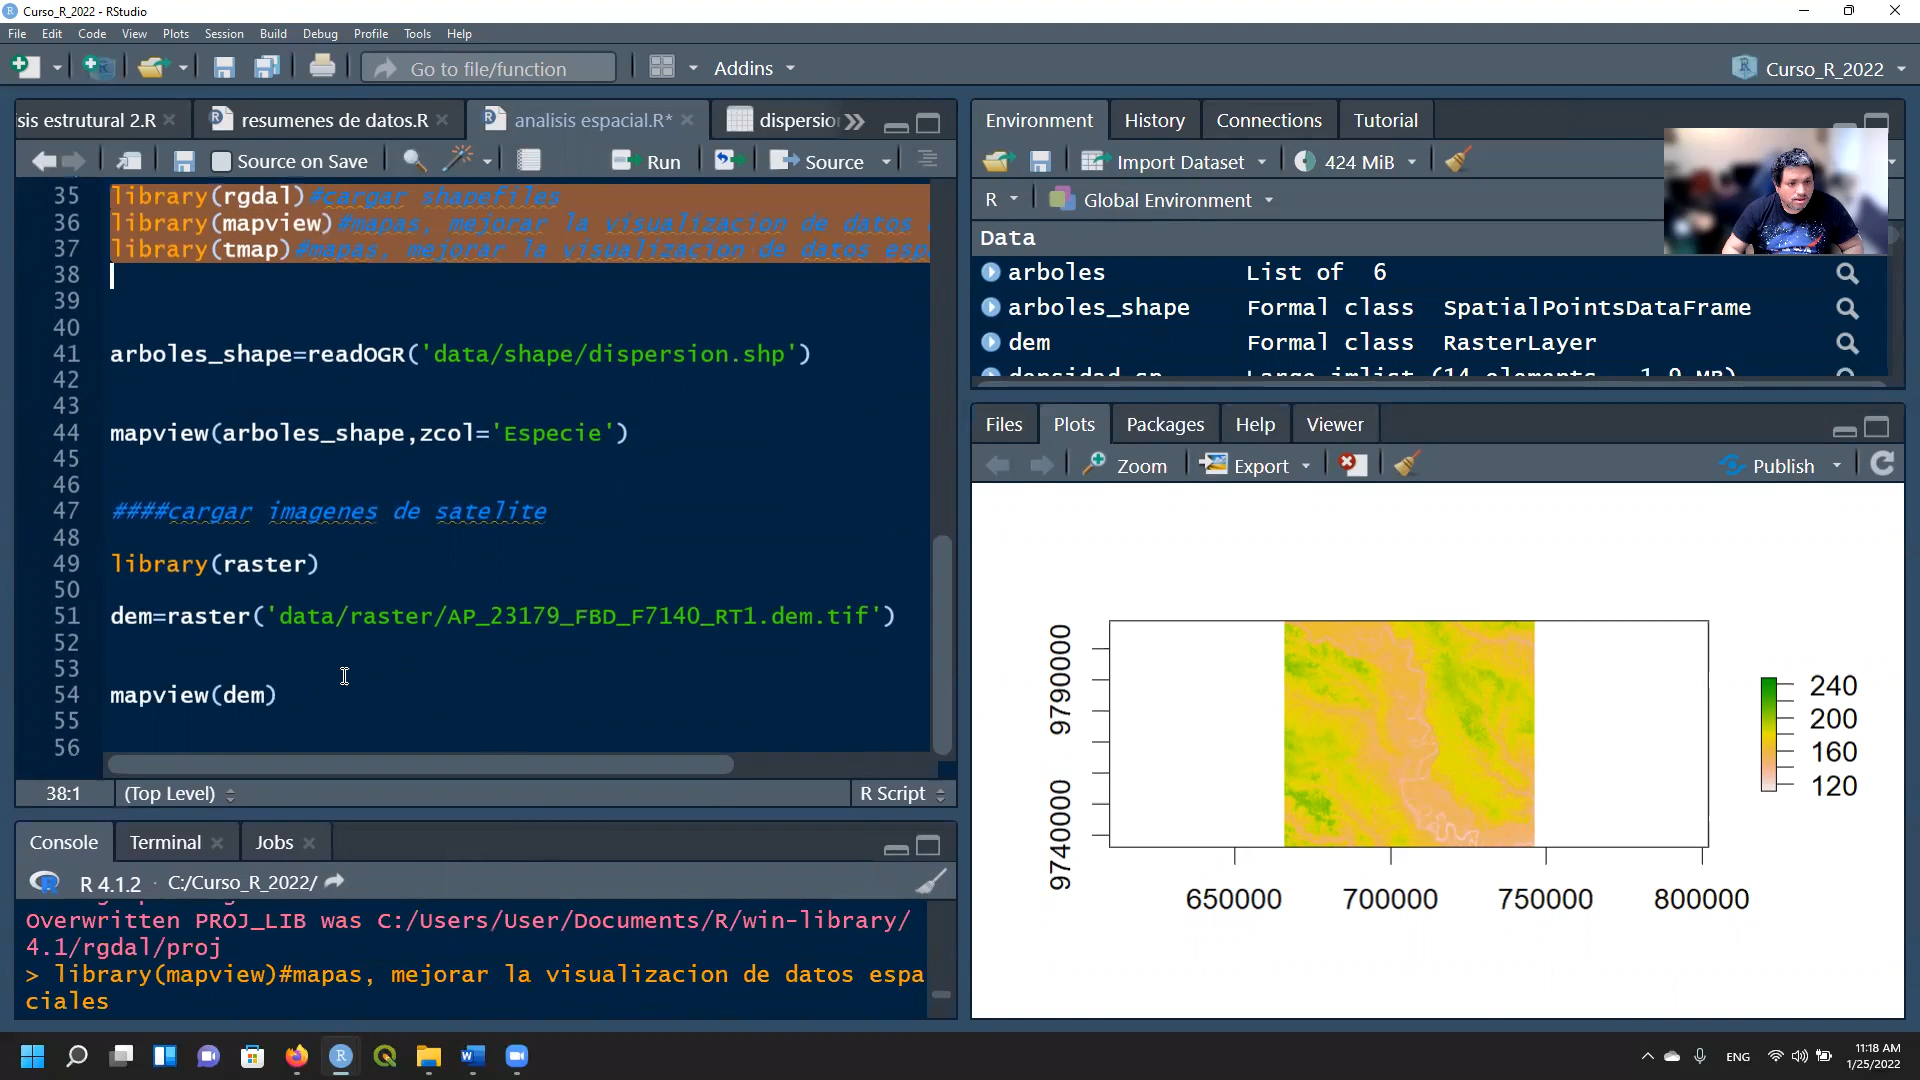 Curso_R_2022 - RStudio
File Edit Code View Plots Session Build Debug Profile Tools Help
Go to file/function
Addins
Curso_R_2022
sis estrutural 2.R
resumenes de datos.R
analisis espacial.R*
dispersio
Source on Save
Run
Source
35 library(rgdal)#cargar shapefiles
36 library(mapview)#mapas, mejorar la visualizacion de datos
37 library(tmap)#mapas, mejorar la visualizacion de datos esp
38
39
40
41 arboles_shape=readOGR('data/shape/dispersion.shp')
42
43
44 mapview(arboles_shape,zcol='Especie')
45
46
47 ####cargar imagenes de satelite
48
49 library(raster)
50
51 dem=raster('data/raster/AP_23179_FBD_F7140_RT1.dem.tif')
52
53
54 mapview(dem)
55
56
38:1 (Top Level) R Script
Console Terminal Jobs
R 4.1.2 · C:/Curso_R_2022/
Overwritten PROJ_LIB was C:/Users/User/Documents/R/win-library/
4.1/rgdal/proj
> library(mapview)#mapas, mejorar la visualizacion de datos espa
ciales
Environment History Connections Tutorial
Import Dataset
424 MiB
R Global Environment
Data
arboles List of 6
arboles_shape Formal class SpatialPointsDataFrame
dem Formal class RasterLayer
densidad_sp Large imlist (14 elements, 1.9 MB)
Files Plots Packages Help Viewer
Zoom Export Publish
9790000
9740000
650000 700000 750000 800000
240
200
160
120
ENG
11:18 AM
1/25/2022